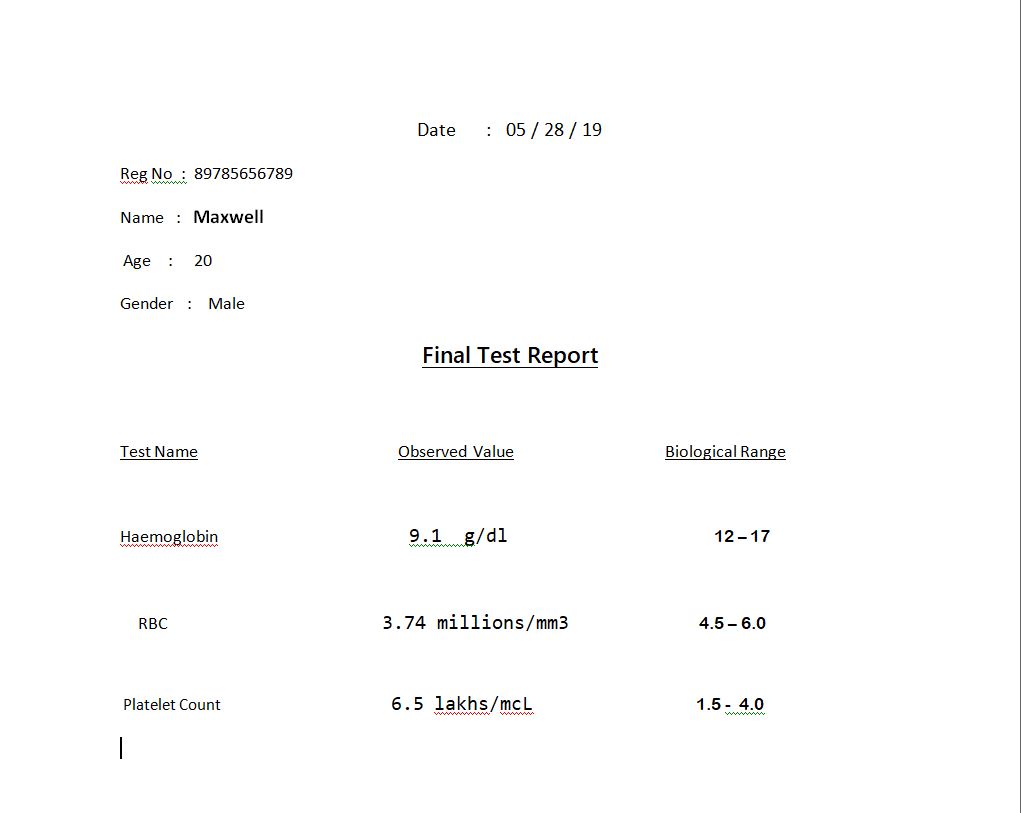 Date : 05 / 28 / 19
Reg No : 89785656789
Name : Maxwell
Age : 20
Gender : Male
Final Test Report
Test Name Observed Value Biological Range
Haemoglobin 9.1 g/dl 12 – 17
RBC 3.74 millions/mm3 4.5 – 6.0
Platelet Count 6.5 lakhs/mcL 1.5 - 4.0